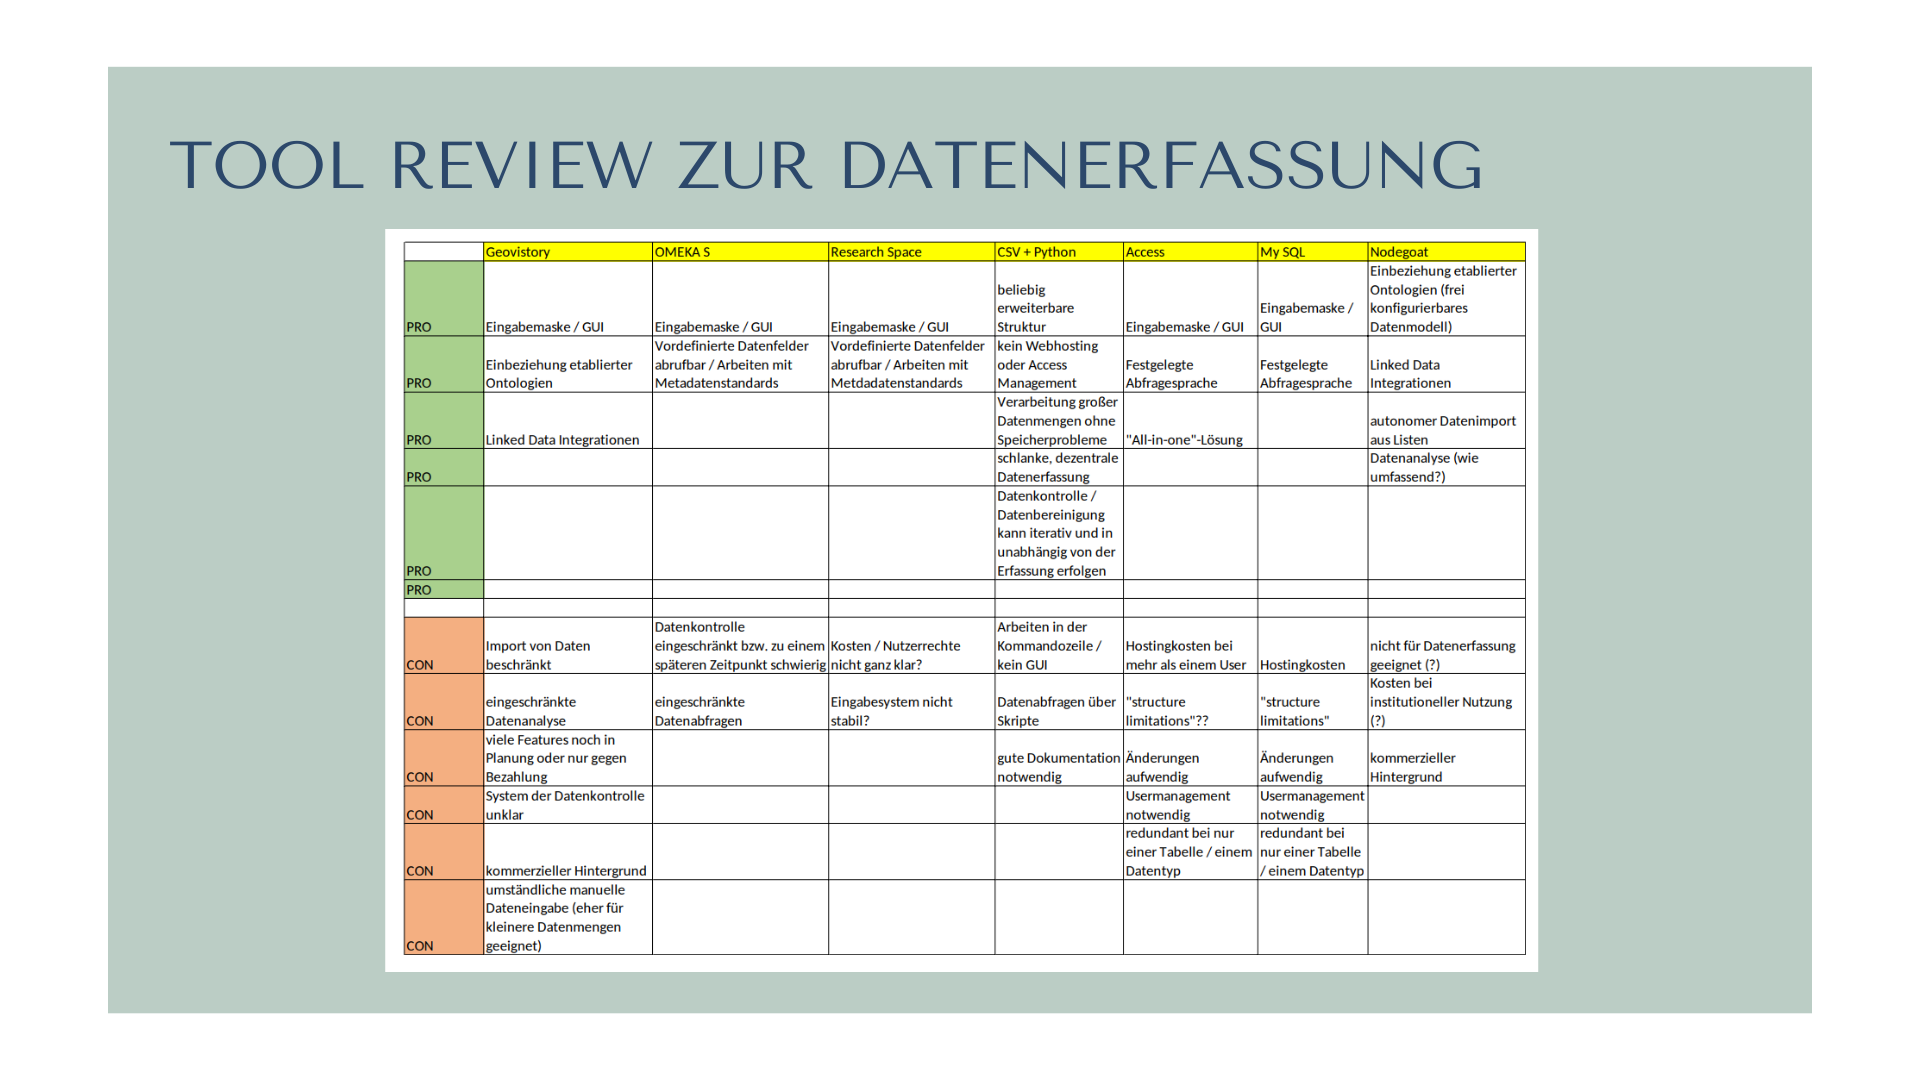 TOOL REVIEW ZUR DATENERFASSUNG
Geovistory OMEKA S Research Space CSV + Python Access My SQL Nodegoat
PRO
Eingabemaske / GUI
Eingabemaske / GUI
Eingabemaske / GUI
beliebig
erweiterbare
Struktur
Eingabemaske / GUI
Eingabemaske /
GUI
Einbeziehung etablierter
Ontologien (frei
konfigurierbares
Datenmodell)
PRO
Einbeziehung etablierter
Ontologien
Vordefinierte Datenfelder
abrufbar / Arbeiten mit
Metadatenstandards
Vordefinierte Datenfelder
abrufbar / Arbeiten mit
Metdadatenstandards
kein Webhosting
oder Access
Management
Festgelegte
Abfragesprache
Festgelegte
Abfragesprache
Linked Data
Integrationen
PRO
Linked Data Integrationen
Verarbeitung großer
Datenmengen ohne
Speicherprobleme
"All-in-one"-Lösung
autonomer Datenimport
aus Listen
PRO
schlanke, dezentrale
Datenerfassung
Datenanalyse (wie
umfassend?)
PRO
Datenkontrolle /
Datenbereinigung
kann iterativ und in
unabhängig von der
Erfassung erfolgen
PRO
CON
Import von Daten
beschränkt
Datenkontrolle
eingeschränkt bzw. zu einem
späteren Zeitpunkt schwierig
Kosten / Nutzerrechte
nicht ganz klar?
Arbeiten in der
Kommandozeile /
kein GUI
Hostingkosten bei
mehr als einem User
Hostingkosten
nicht für Datenerfassung
geeignet (?)
CON
eingeschränkte
Datenanalyse
eingeschränkte
Datenabfragen
Eingabesystem nicht
stabil?
Datenabfragen über
Skripte
"structure
limitations"??
"structure
limitations"
Kosten bei
institutioneller Nutzung
(?)
CON
viele Features noch in
Planung oder nur gegen
Bezahlung
gute Dokumentation
notwendig
Änderungen
aufwendig
Änderungen
aufwendig
kommerzieller
Hintergrund
CON
System der Datenkontrolle
unklar
Usermanagement
notwendig
Usermanagement
notwendig
CON
kommerzieller Hintergrund
redundant bei nur
einer Tabelle / einem
Datentyp
redundant bei
nur einer Tabelle
/ einem Datentyp
CON
umständliche manuelle
Dateneingabe (eher für
kleinere Datenmengen
geeignet)